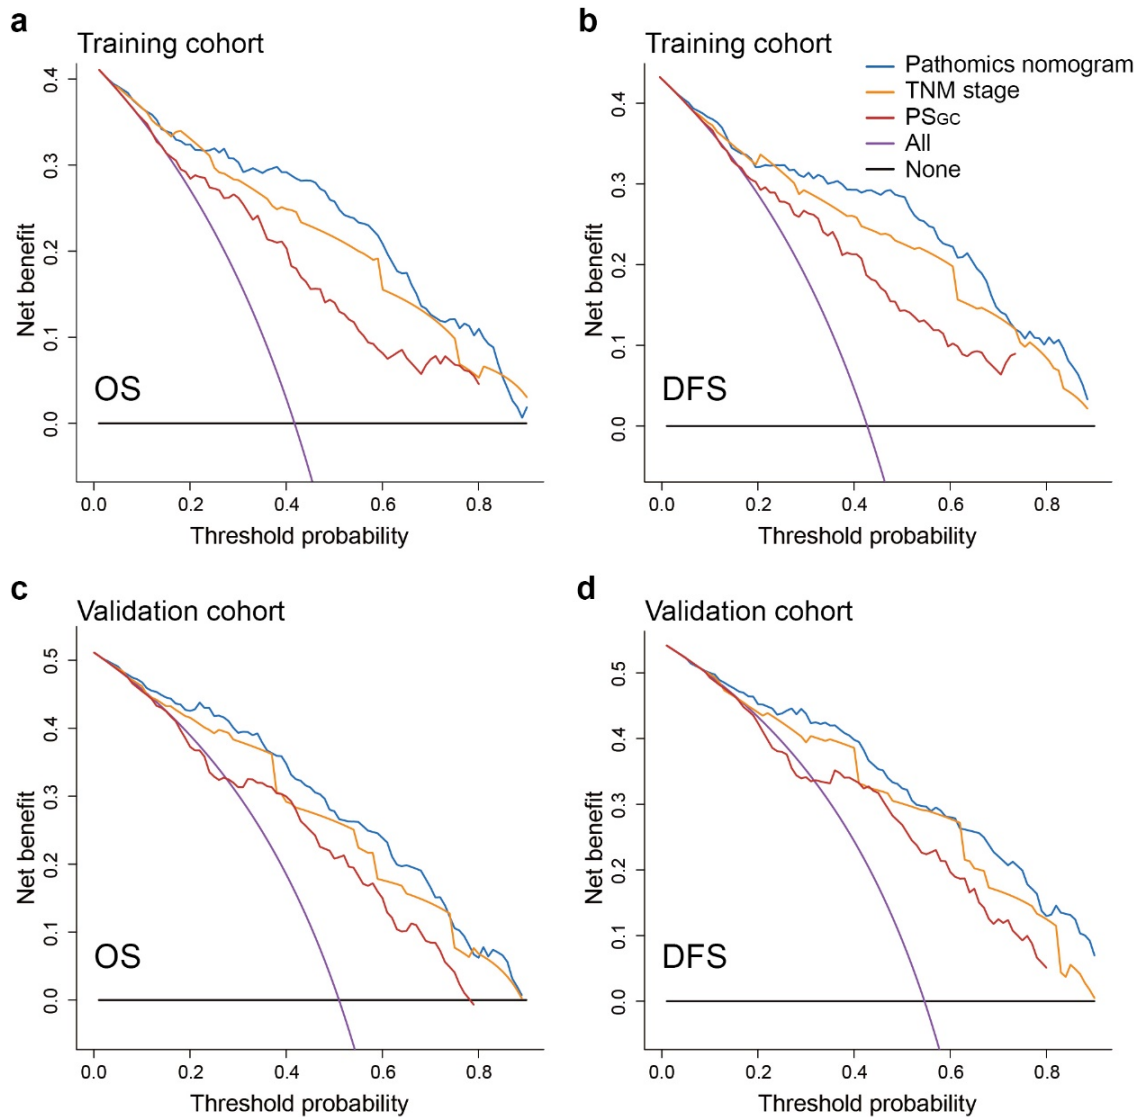 a
Training cohort
Net benefit
0.4
0.3
0.2
0.1
0.0
OS
0.0 0.2 0.4 0.6 0.8
Threshold probability
b
Training cohort
Pathomics nomogram
TNM stage
PSGC
All
None
Net benefit
0.4
0.3
0.2
0.1
0.0
DFS
0.0 0.2 0.4 0.6 0.8
Threshold probability
c
Validation cohort
Net benefit
0.5
0.4
0.3
0.2
0.1
0.0
OS
0.0 0.2 0.4 0.6 0.8
Threshold probability
d
Validation cohort
Net benefit
0.5
0.4
0.3
0.2
0.1
0.0
DFS
0.0 0.2 0.4 0.6 0.8
Threshold probability